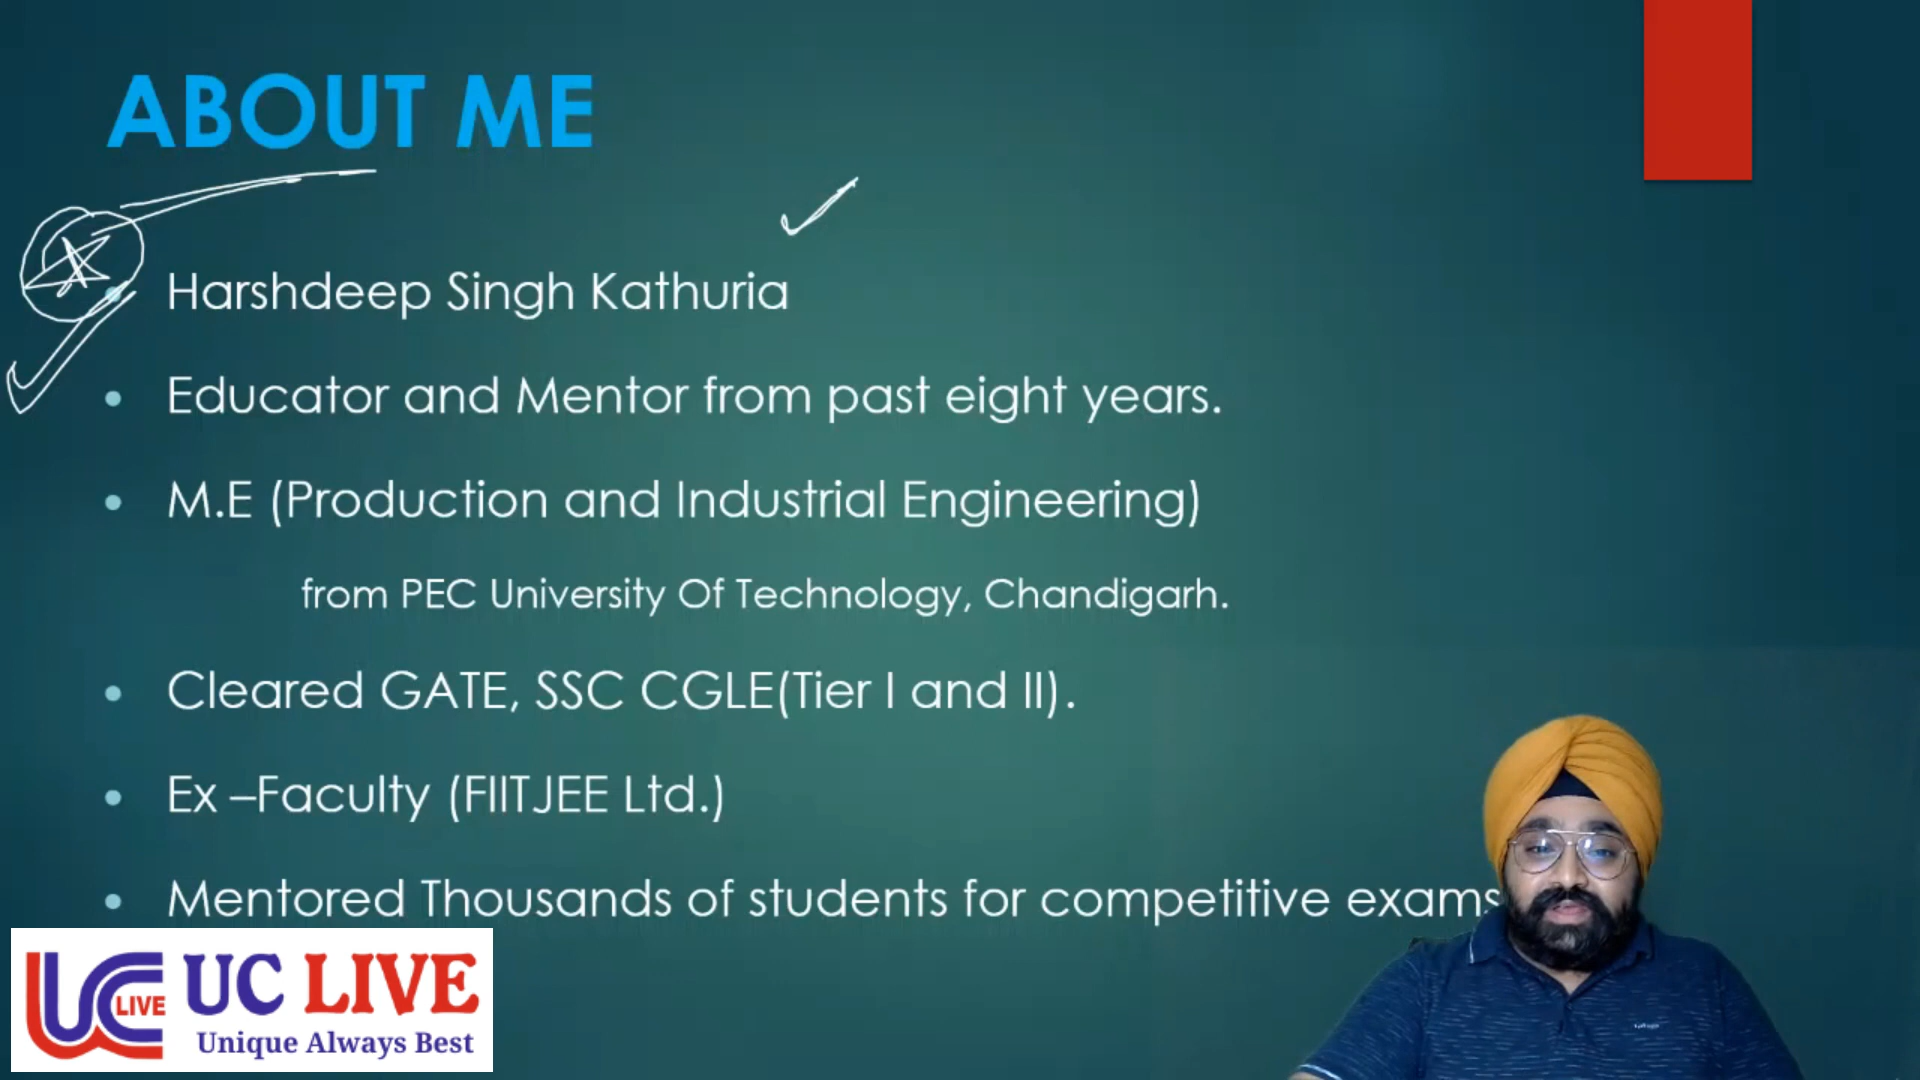 ABOUT ME
Harshdeep Singh Kathuria
Educator and Mentor from past eight years.
M.E (Production and Industrial Engineering)
from PEC University Of Technology, Chandigarh.
Cleared GATE, SSC CGLE(Tier I and II).
Ex –Faculty (FIITJEE Ltd.)
Mentored Thousands of students for competitive exams
LIVE
UC LIVE
Unique Always Best